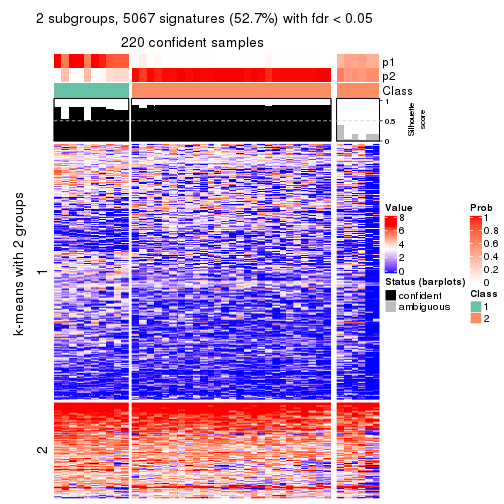 2 subgroups, 5067 signatures (52.7%) with fdr < 0.05
220 confident samples
p1
p2
Class
1
0.5
0
Silhouette
score
k-means with 2 groups
1
2
Value
8
6
4
2
0
Status (barplots)
confident
ambiguous
Prob
1
0.8
0.6
0.4
0.2
0
Class
1
2